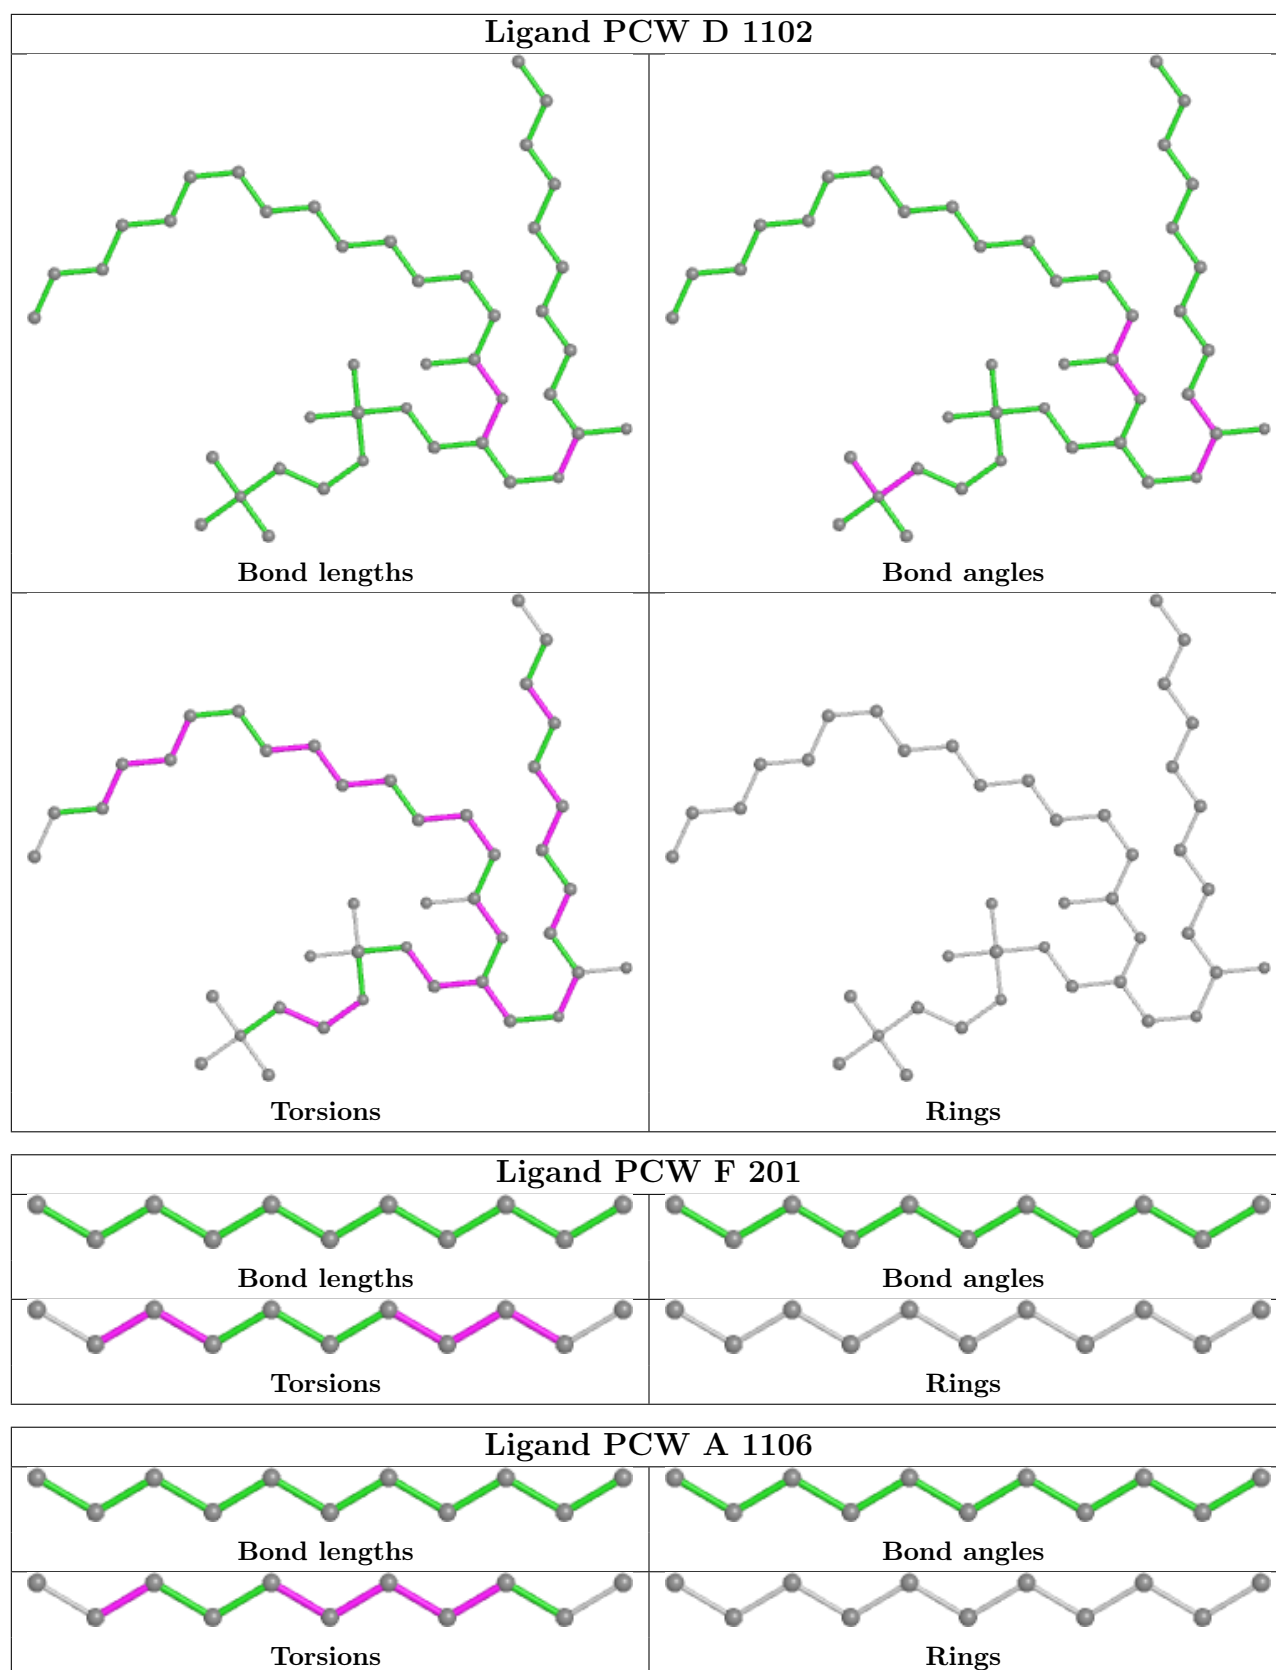 Ligand PCW D 1102
Bond lengths
Bond angles
Torsions
Rings
Ligand PCW F 201
Bond lengths
Bond angles
Torsions
Rings
Ligand PCW A 1106
Bond lengths
Bond angles
Torsions
Rings